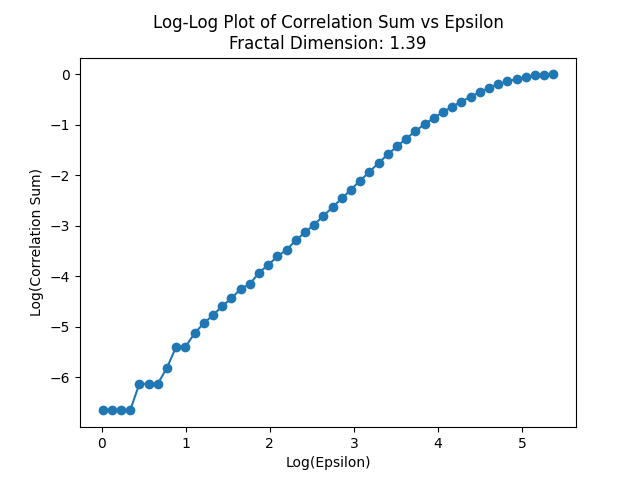 Log-Log Plot of Correlation Sum vs Epsilon
Fractal Dimension: 1.39
0
−1
−2
−3
−4
−5
−6
Log(Correlation Sum)
0 1 2 3 4 5
Log(Epsilon)